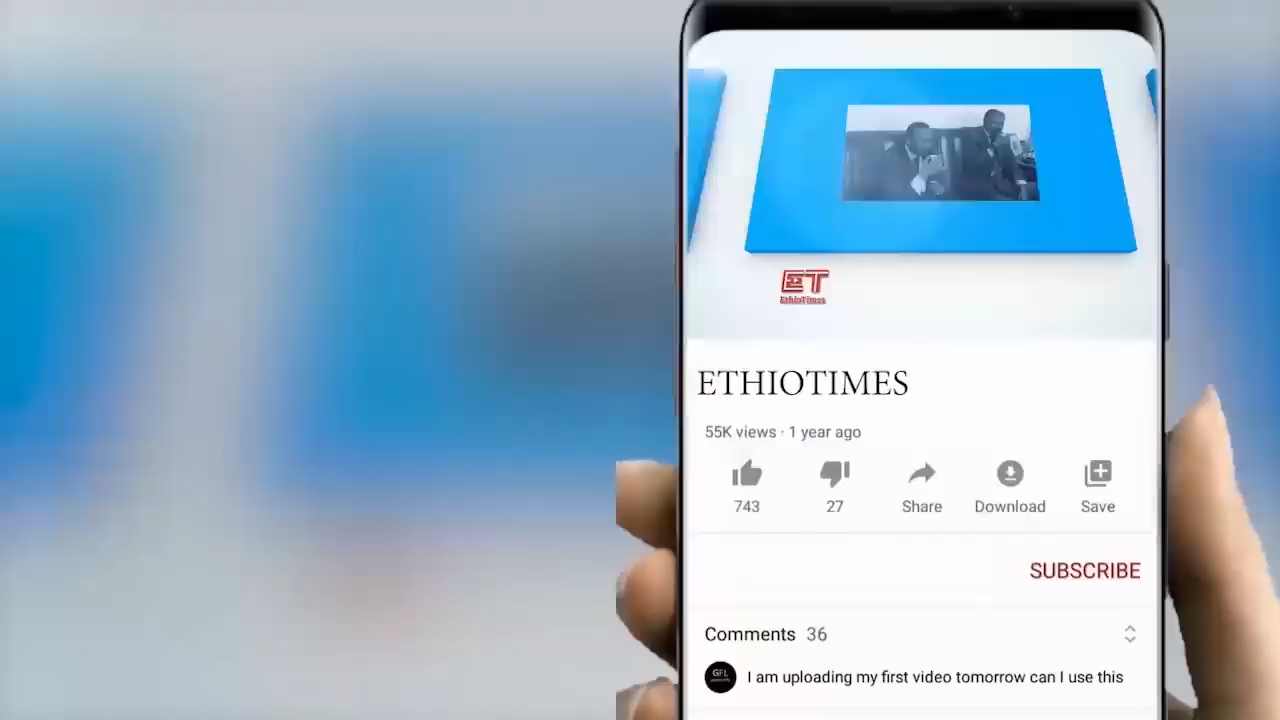 ET
EthioTimes
ETHIOTIMES
55K views · 1 year ago
743
27
Share
Download
Save
SUBSCRIBE
Comments 36
GFL
I am uploading my first video tomorrow can I use this